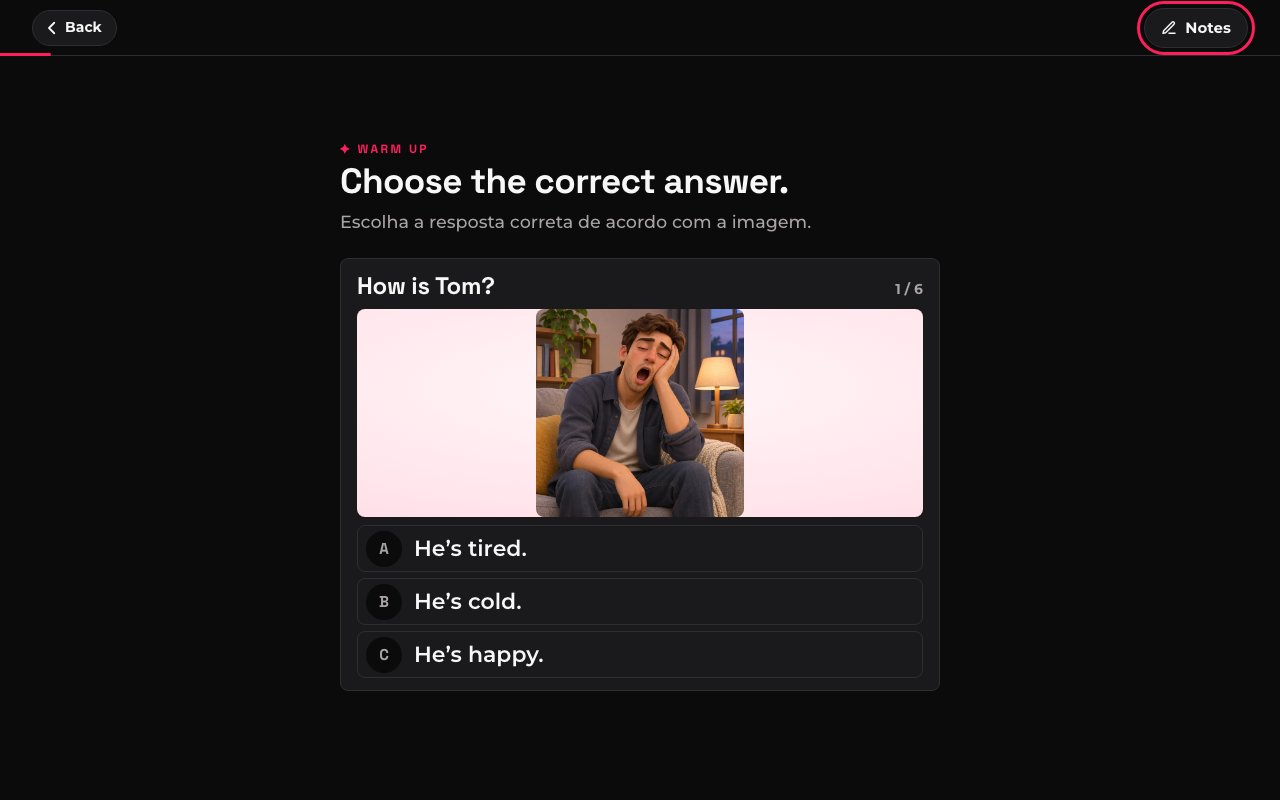 Back
Notes
WARM UP
Choose the correct answer.
Escolha a resposta correta de acordo com a imagem.
How is Tom?
1 / 6
A
He’s tired.
B
He’s cold.
C
He’s happy.